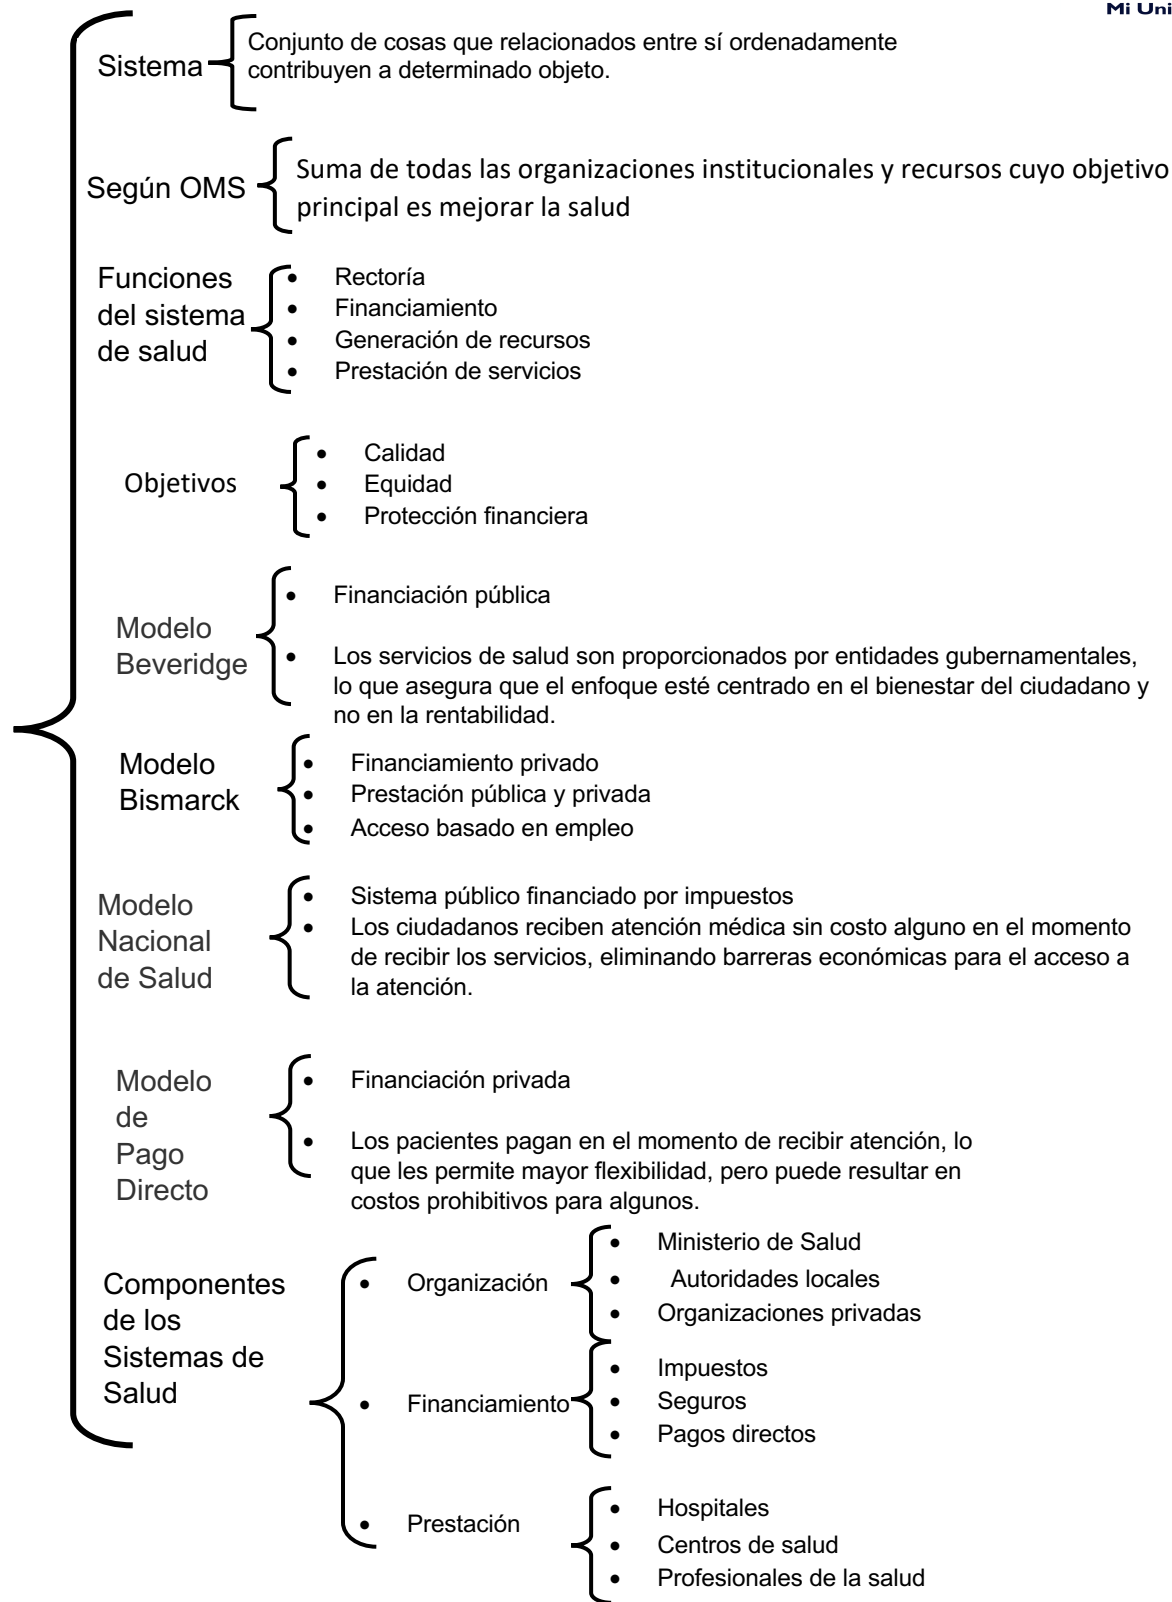 Mi Uni
Sistema
Conjunto de cosas que relacionados entre sí ordenadamente
contribuyen a determinado objeto.
Según OMS
Suma de todas las organizaciones institucionales y recursos cuyo objetivo
principal es mejorar la salud
Funciones
del sistema
de salud
• Rectoría
• Financiamiento
• Generación de recursos
• Prestación de servicios
Objetivos
• Calidad
• Equidad
• Protección financiera
Modelo
Beveridge
• Financiación pública
• Los servicios de salud son proporcionados por entidades gubernamentales,
lo que asegura que el enfoque esté centrado en el bienestar del ciudadano y
no en la rentabilidad.
Modelo
Bismarck
• Financiamiento privado
• Prestación pública y privada
• Acceso basado en empleo
Modelo
Nacional
de Salud
• Sistema público financiado por impuestos
• Los ciudadanos reciben atención médica sin costo alguno en el momento
de recibir los servicios, eliminando barreras económicas para el acceso a
la atención.
Modelo
de
Pago
Directo
• Financiación privada
• Los pacientes pagan en el momento de recibir atención, lo
que les permite mayor flexibilidad, pero puede resultar en
costos prohibitivos para algunos.
Componentes
de los
Sistemas de
Salud
• Organización
• Ministerio de Salud
• Autoridades locales
• Organizaciones privadas
• Financiamiento
• Impuestos
• Seguros
• Pagos directos
• Prestación
• Hospitales
• Centros de salud
• Profesionales de la salud